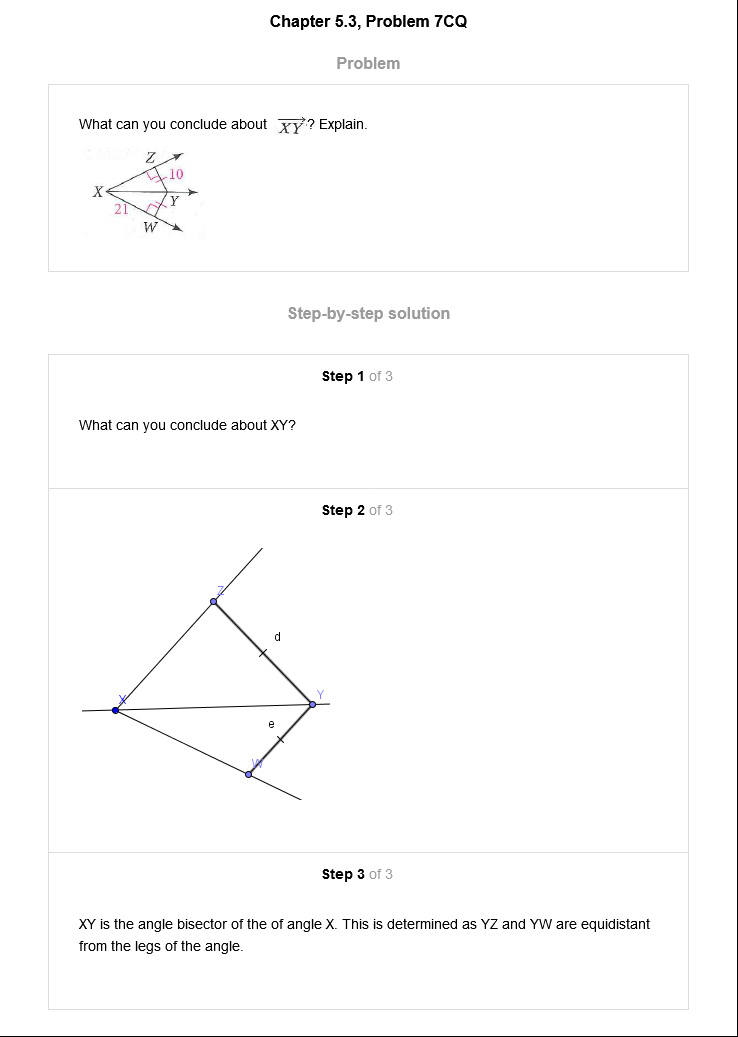 Chapter 5.3, Problem 7CQ
Problem
What can you conclude about XY? Explain.
Z
10
X
Y
21
W
Step-by-step solution
Step 1 of 3
What can you conclude about XY?
Step 2 of 3
Z
d
X
Y
e
W
Step 3 of 3
XY is the angle bisector of the of angle X. This is determined as YZ and YW are equidistant
from the legs of the angle.